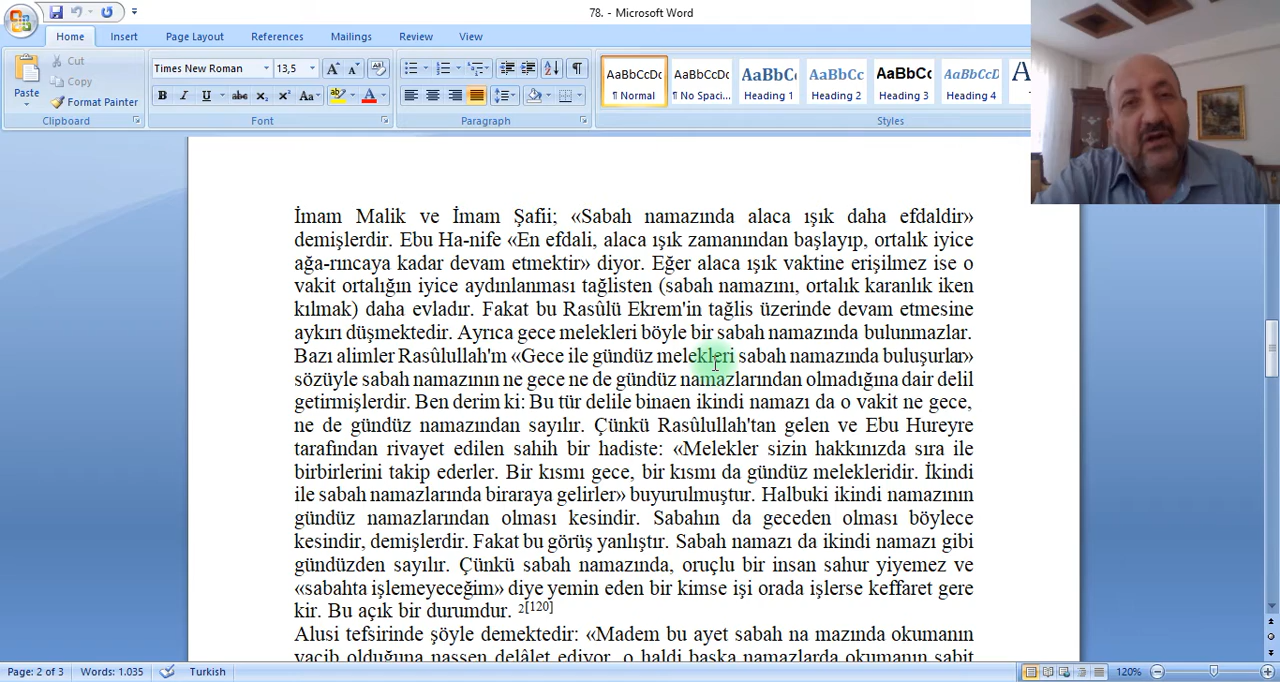 78. - Microsoft Word
Home Insert Page Layout References Mailings Review View
Paste
Cut
Copy
Format Painter
Clipboard
Times New Roman 13,5
Font
Paragraph
AaBbCcDc AaBbCcDc AaBbCc AaBbCc AaBbCc AaBbCcD
¶ Normal ¶ No Spaci... Heading 1 Heading 2 Heading 3 Heading 4
Styles
İmam Malik ve İmam Şafii; «Sabah namazında alaca ışık daha efdaldir»
demişlerdir. Ebu Ha-nife «En efdali, alaca ışık zamanından başlayıp, ortalık iyice
ağa-rıncaya kadar devam etmektir» diyor. Eğer alaca ışık vaktine erişilmez ise o
vakit ortalığın iyice aydınlanması tağlisten (sabah namazını, ortalık karanlık iken
kılmak) daha evladır. Fakat bu Rasûlü Ekrem'in tağlis üzerinde devam etmesine
aykırı düşmektedir. Ayrıca gece melekleri böyle bir sabah namazında bulunmazlar.
Bazı alimler Rasûlullah'm «Gece ile gündüz melekleri sabah namazında buluşurlar»
sözüyle sabah namazının ne gece ne de gündüz namazlarından olmadığına dair delil
getirmişlerdir. Ben derim ki: Bu tür delile binaen ikindi namazı da o vakit ne gece,
ne de gündüz namazından sayılır. Çünkü Rasûlullah'tan gelen ve Ebu Hureyre
tarafından rivayet edilen sahih bir hadiste: «Melekler sizin hakkınızda sıra ile
birbirlerini takip ederler. Bir kısmı gece, bir kısmı da gündüz melekleridir. İkindi
ile sabah namazlarında biraraya gelirler» buyurulmuştur. Halbuki ikindi namazının
gündüz namazlarından olması kesindir. Sabahın da geceden olması böylece
kesindir, demişlerdir. Fakat bu görüş yanlıştır. Sabah namazı da ikindi namazı gibi
gündüzden sayılır. Çünkü sabah namazında, oruçlu bir insan sahur yiyemez ve
«sabahta işlemeyeceğim» diye yemin eden bir kimse işi orada işlerse keffaret gere
kir. Bu açık bir durumdur. 2[120]
Alusi tefsirinde şöyle demektedir: «Madem bu ayet sabah na mazında okumanın
vacip olduğuna nassen delâlet ediyor, o haldi başka namazlarda okumanın sabit
Page: 2 of 3 Words: 1.035 Turkish 120%